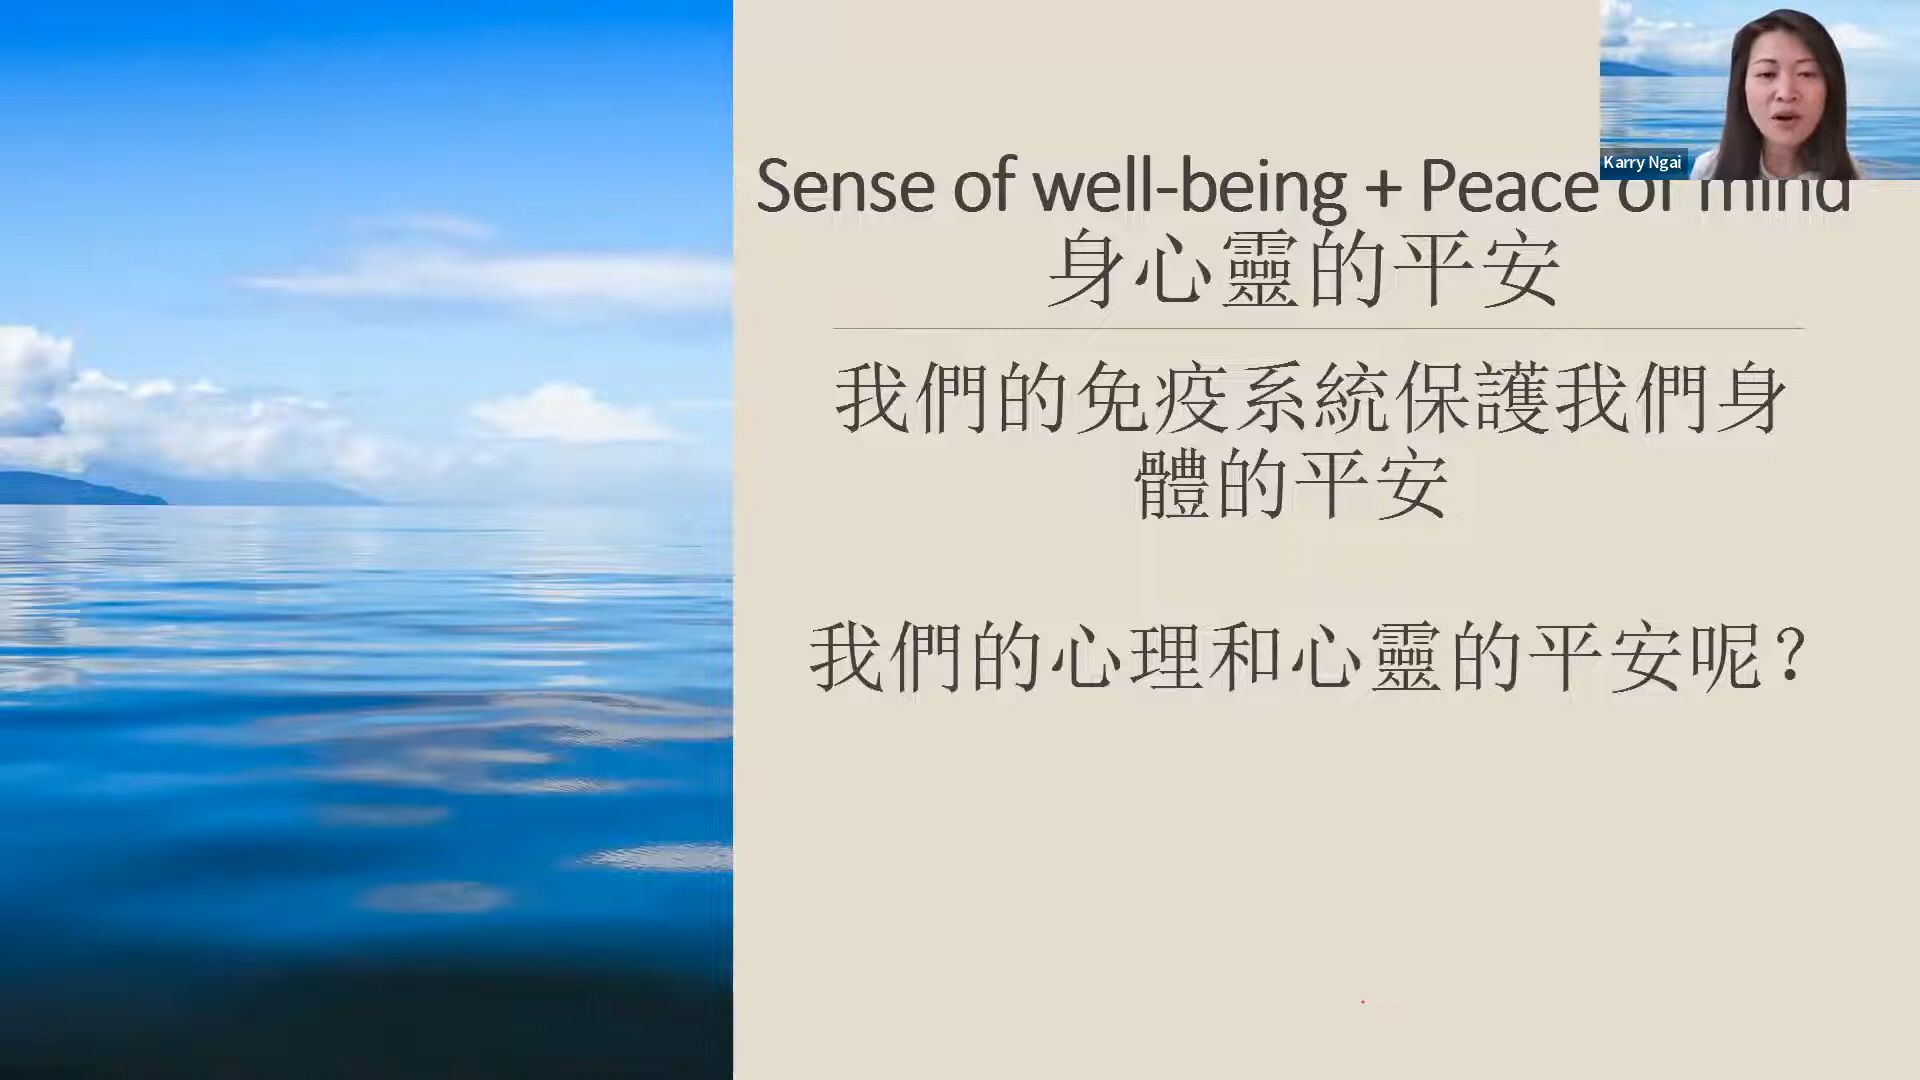 Sense of well-being + Peace of mind
身心靈的平安
我們的免疫系統保護我們身
體的平安
我們的心理和心靈的平安呢？
Karry Ngai